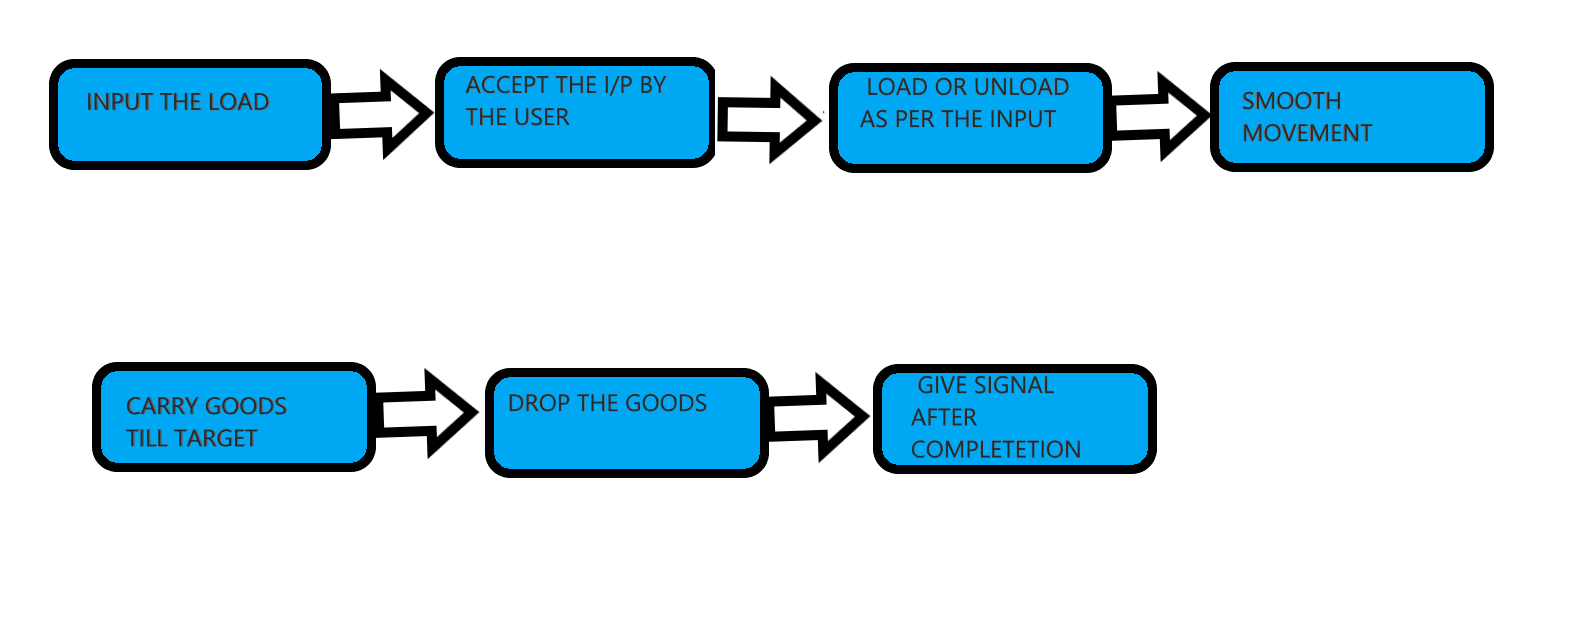 INPUT THE LOAD
ACCEPT THE I/P BY
THE USER
LOAD OR UNLOAD
AS PER THE INPUT
SMOOTH
MOVEMENT
CARRY GOODS
TILL TARGET
DROP THE GOODS
GIVE SIGNAL
AFTER
COMPLETETION